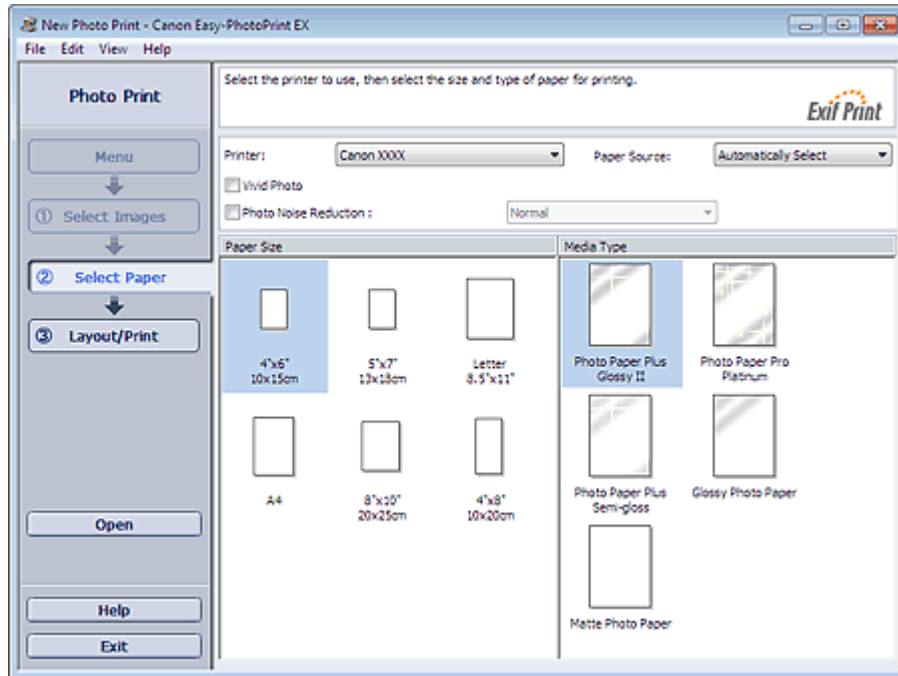 New Photo Print - Canon Easy-PhotoPrint EX
File Edit View Help
Photo Print
Select the printer to use, then select the size and type of paper for printing.
Exif Print
Menu
Printer: Canon XXXX Paper Source: Automatically Select
Vivid Photo
① Select Images
Photo Noise Reduction : Normal
Paper Size Media Type
② Select Paper
③ Layout/Print
4"x6" 5"x7" Letter
10x15cm 13x18cm 8.5"x11"
Photo Paper Plus Photo Paper Pro
Glossy II Platinum
A4 8"x10" 4"x8"
20x25cm 10x20cm
Photo Paper Plus Glossy Photo Paper
Semi-gloss
Open
Matte Photo Paper
Help
Exit